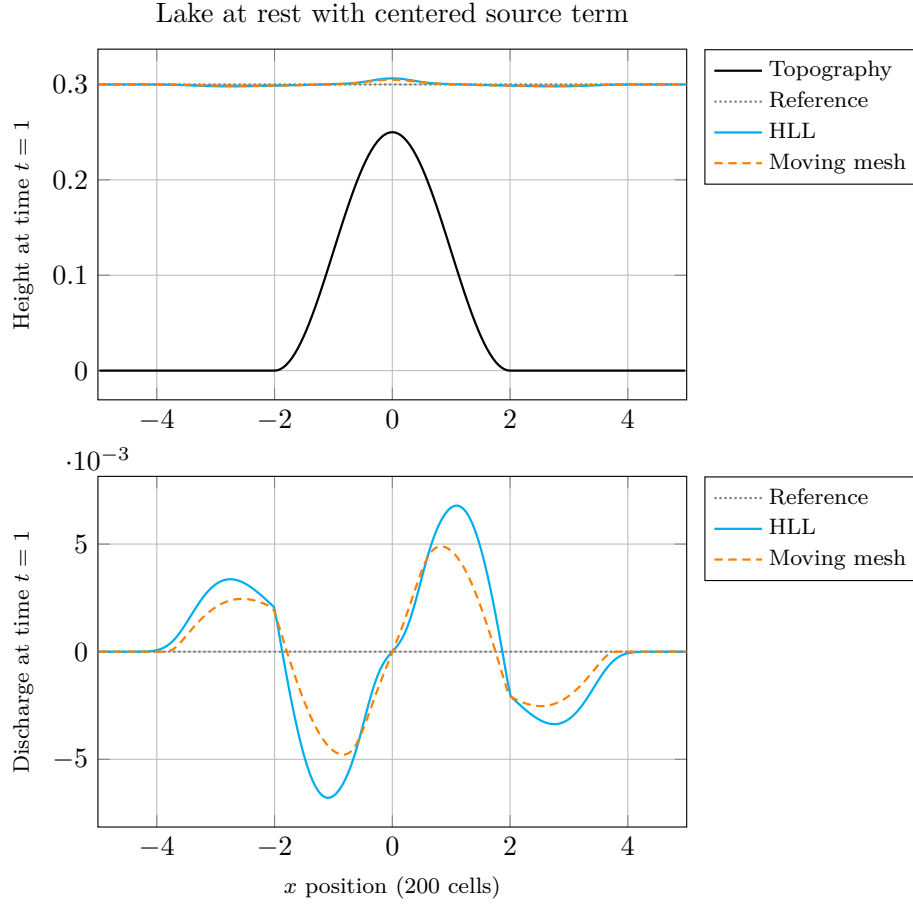 Lake at rest with centered source term
Height at time t = 1
0.3
0.2
0.1
0
−4 −2 0 2 4
Topography
Reference
HLL
Moving mesh
·10−3
Discharge at time t = 1
5
0
−5
−4 −2 0 2 4
x position (200 cells)
Reference
HLL
Moving mesh